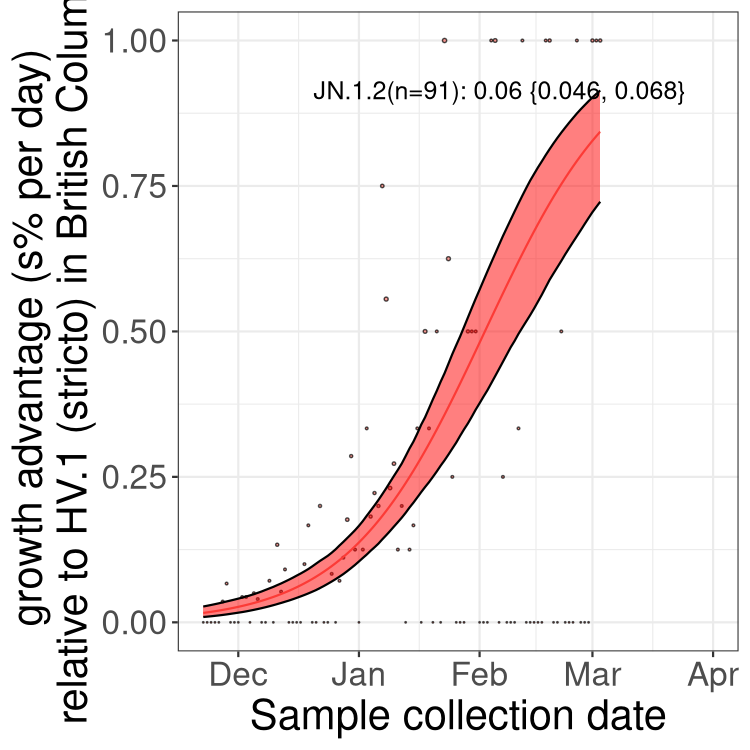 growth advantage (s% per day)
relative to HV.1 (stricto) in British Colum
1.00
0.75
0.50
0.25
0.00
JN.1.2(n=91): 0.06 {0.046, 0.068}
Dec Jan Feb Mar Apr
Sample collection date